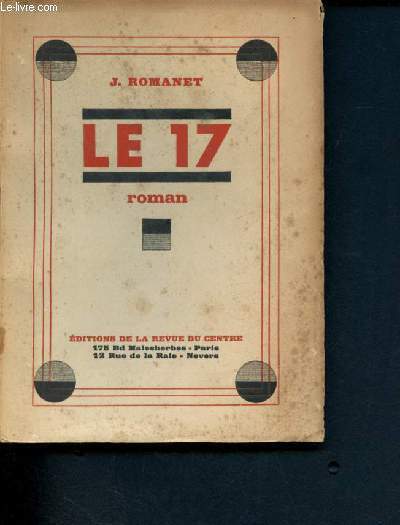 © Le-livre.com
J. ROMANET
LE 17
roman
ÉDITIONS DE LA REVUE DU CENTRE
175 Bd Malesherbes - Paris
12 Rue de la Raie - Nevers